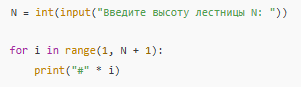 N = int(input("Введите высоту лестницы N: "))
for i in range(1, N + 1):
    print("#" * i)